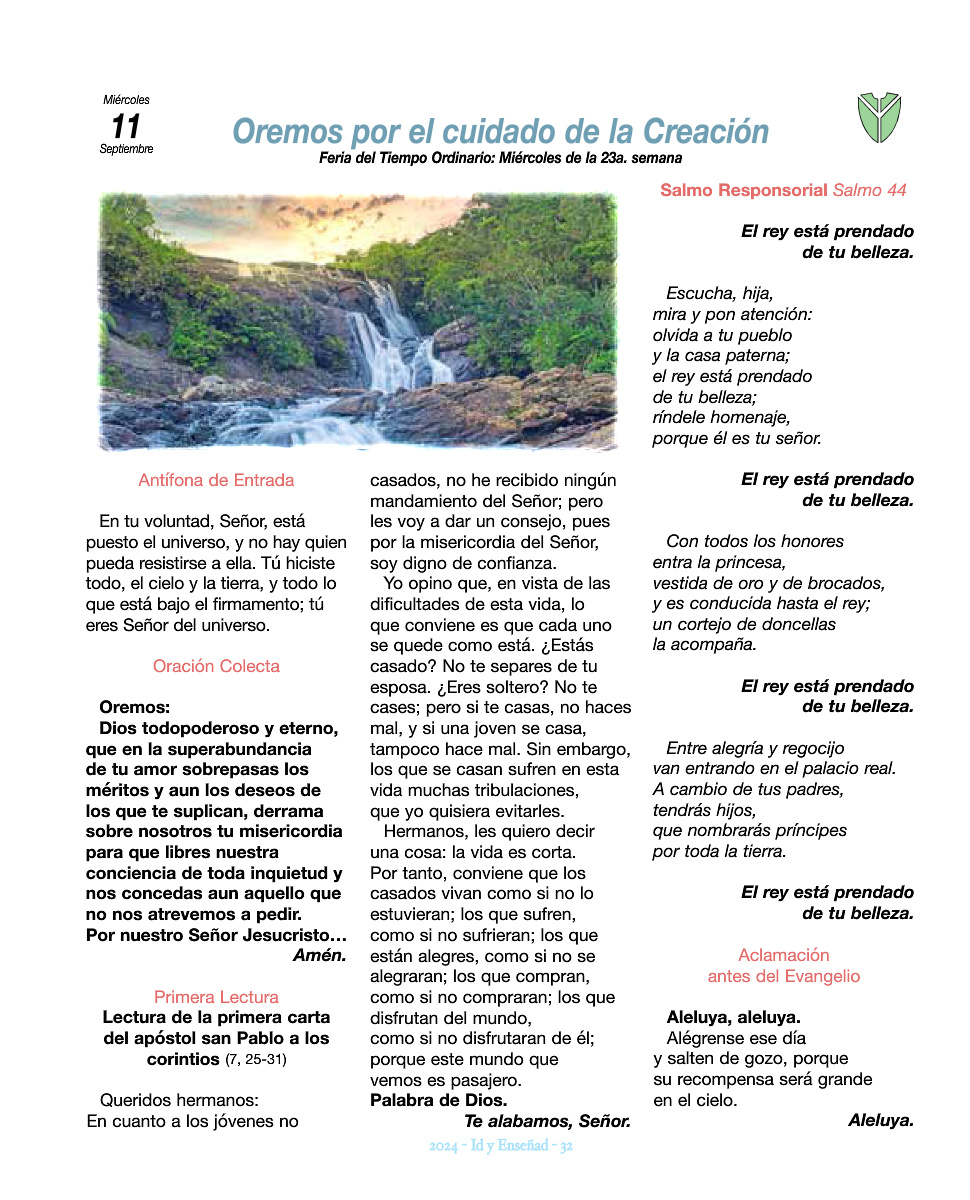 Miércoles
11
Septiembre
Oremos por el cuidado de la Creación
Feria del Tiempo Ordinario: Miércoles de la 23a. semana
Antífona de Entrada
En tu voluntad, Señor, está
puesto el universo, y no hay quien
pueda resistirse a ella. Tú hiciste
todo, el cielo y la tierra, y todo lo
que está bajo el firmamento; tú
eres Señor del universo.
Oración Colecta
Oremos:
Dios todopoderoso y eterno,
que en la superabundancia
de tu amor sobrepasas los
méritos y aun los deseos de
los que te suplican, derrama
sobre nosotros tu misericordia
para que libres nuestra
conciencia de toda inquietud y
nos concedas aun aquello que
no nos atrevemos a pedir.
Por nuestro Señor Jesucristo…
Amén.
Primera Lectura
Lectura de la primera carta
del apóstol san Pablo a los
corintios (7, 25-31)
Queridos hermanos:
En cuanto a los jóvenes no
casados, no he recibido ningún
mandamiento del Señor; pero
les voy a dar un consejo, pues
por la misericordia del Señor,
soy digno de confianza.
Yo opino que, en vista de las
dificultades de esta vida, lo
que conviene es que cada uno
se quede como está. ¿Estás
casado? No te separes de tu
esposa. ¿Eres soltero? No te
cases; pero si te casas, no haces
mal, y si una joven se casa,
tampoco hace mal. Sin embargo,
los que se casan sufren en esta
vida muchas tribulaciones,
que yo quisiera evitarles.
Hermanos, les quiero decir
una cosa: la vida es corta.
Por tanto, conviene que los
casados vivan como si no lo
estuvieran; los que sufren,
como si no sufrieran; los que
están alegres, como si no se
alegraran; los que compran,
como si no compraran; los que
disfrutan del mundo,
como si no disfrutaran de él;
porque este mundo que
vemos es pasajero.
Palabra de Dios.
Te alabamos, Señor.
Salmo Responsorial Salmo 44
El rey está prendado
de tu belleza.
Escucha, hija,
mira y pon atención:
olvida a tu pueblo
y la casa paterna;
el rey está prendado
de tu belleza;
ríndele homenaje,
porque él es tu señor.
El rey está prendado
de tu belleza.
Con todos los honores
entra la princesa,
vestida de oro y de brocados,
y es conducida hasta el rey;
un cortejo de doncellas
la acompaña.
El rey está prendado
de tu belleza.
Entre alegría y regocijo
van entrando en el palacio real.
A cambio de tus padres,
tendrás hijos,
que nombrarás príncipes
por toda la tierra.
El rey está prendado
de tu belleza.
Aclamación
antes del Evangelio
Aleluya, aleluya.
Alégrense ese día
y salten de gozo, porque
su recompensa será grande
en el cielo.
Aleluya.
2024 - Id y Enseñad - 32